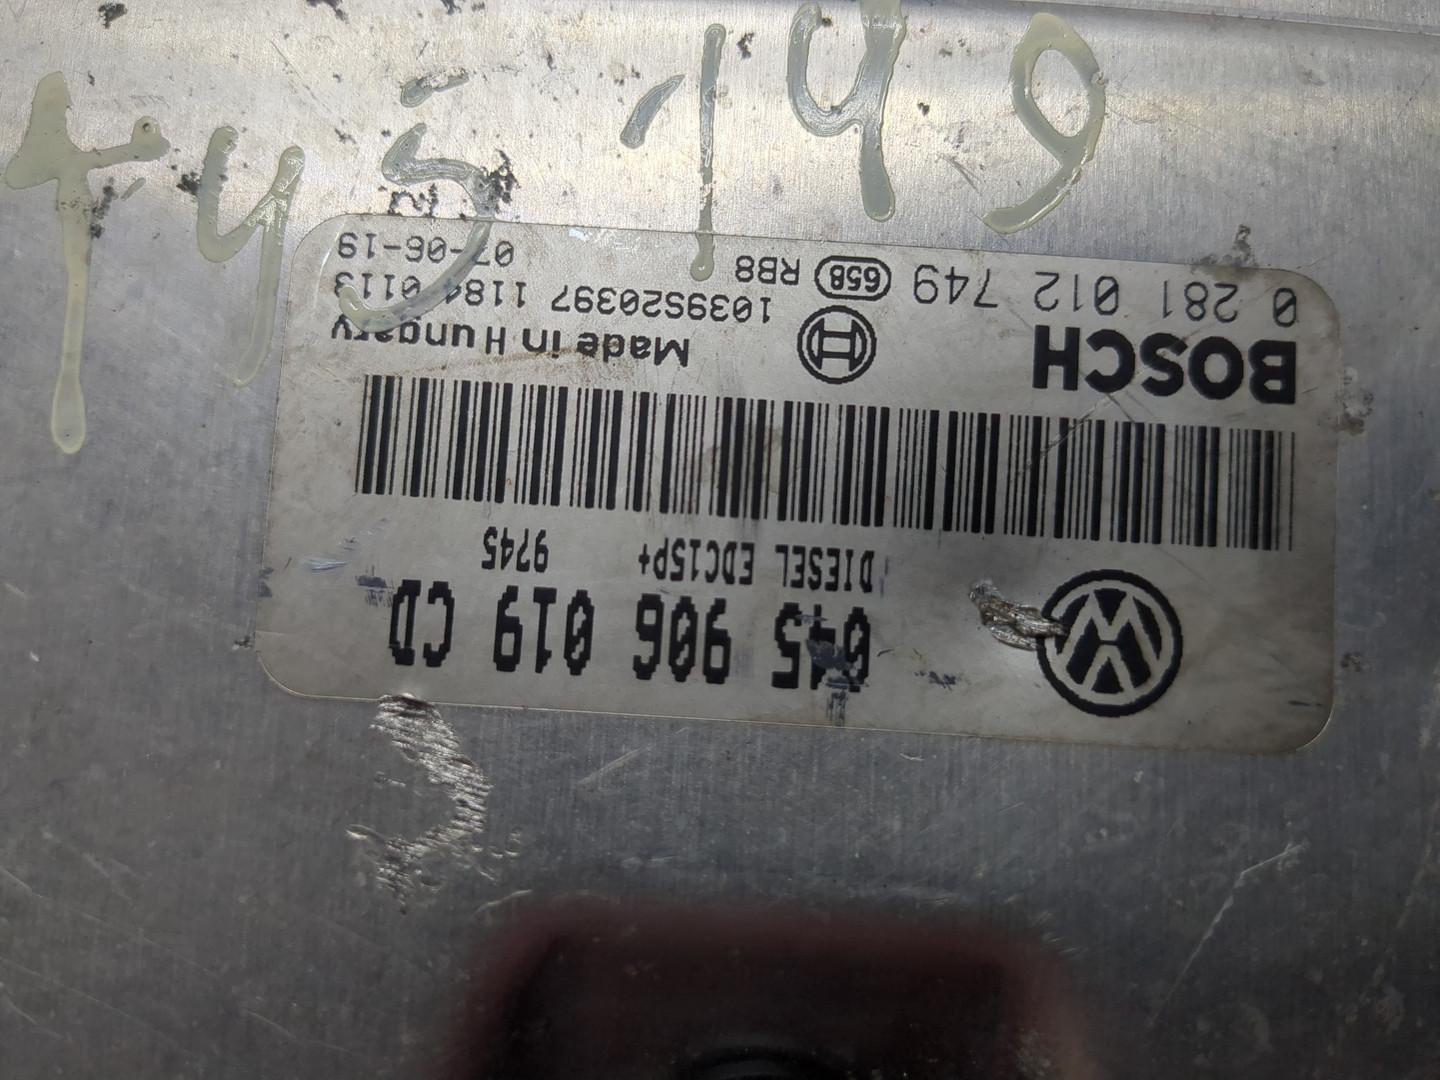 T45-149
045 906 019 CD
DIESEL EDC15P+ 9745
BOSCH
Made in Hungary
0 281 012 749 658 RB8
1039S20397 1184 0113
07-06-19